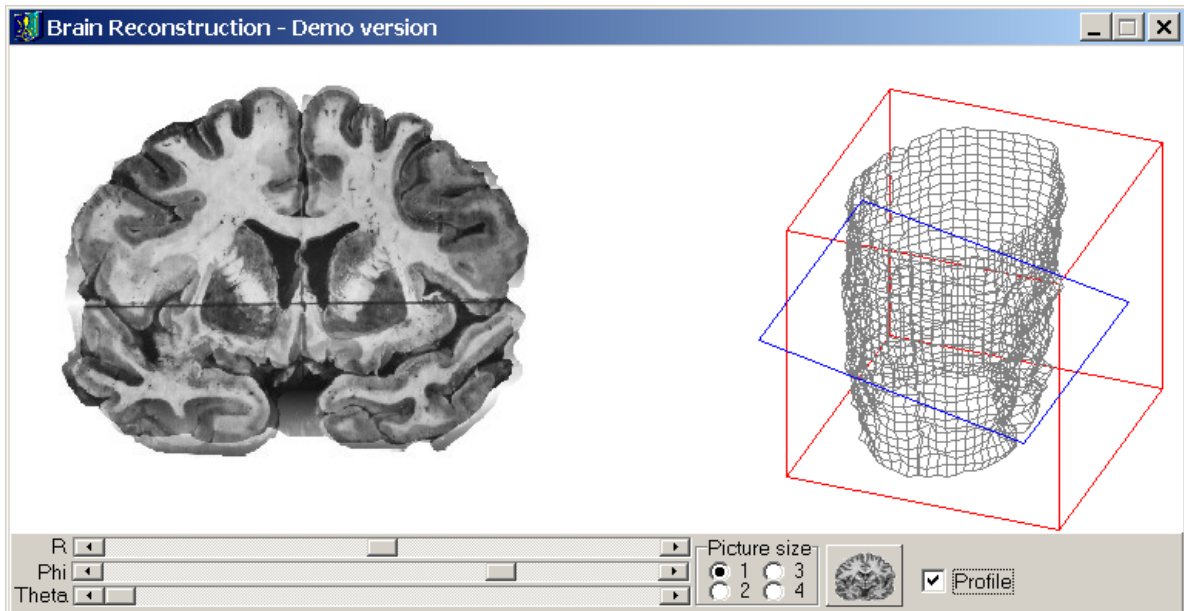 Brain Reconstruction - Demo version
R
Phi
Theta
Picture size
1 3
2 4
Profile